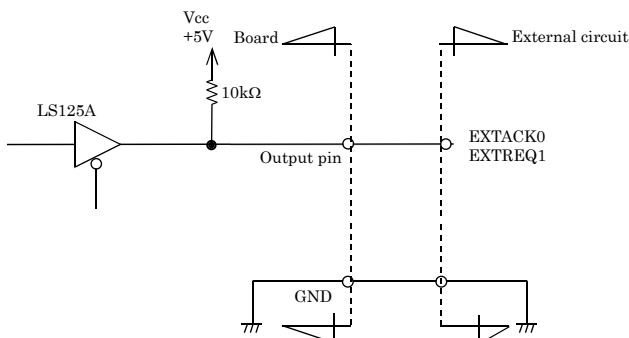 Vcc
+5V
Board
External circuit
10kΩ
LS125A
Output pin
EXTACK0
EXTREQ1
GND